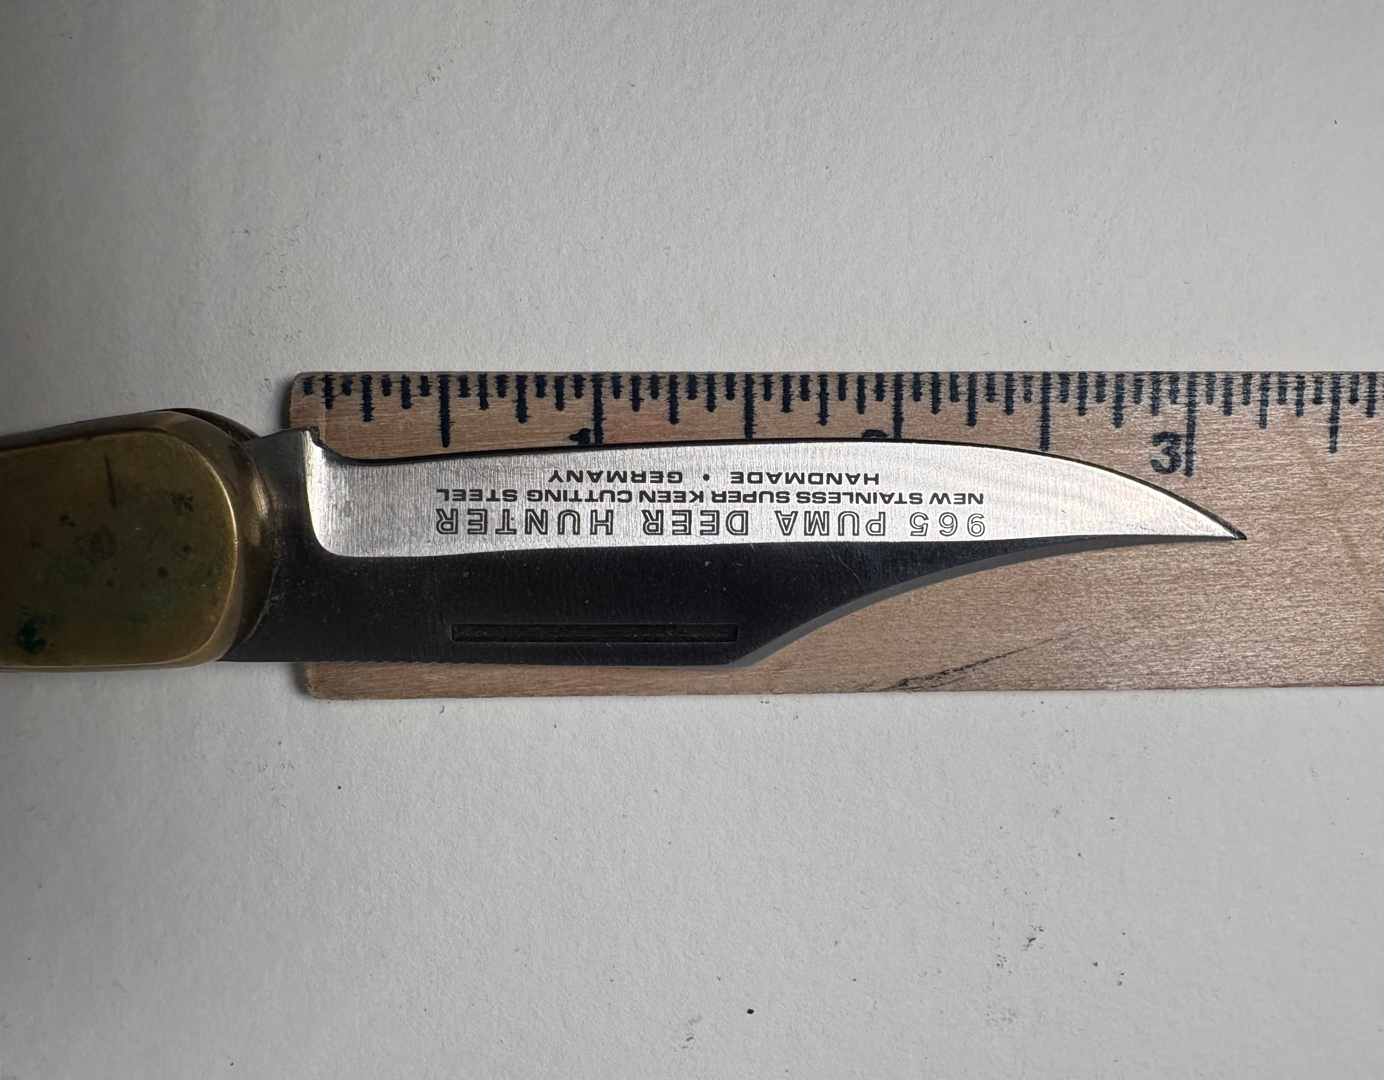 965 PUMA DEER HUNTER
NEW STAINLESS SUPER KEEN CUTTING STEEL
HANDMADE • GERMANY
1 2 3